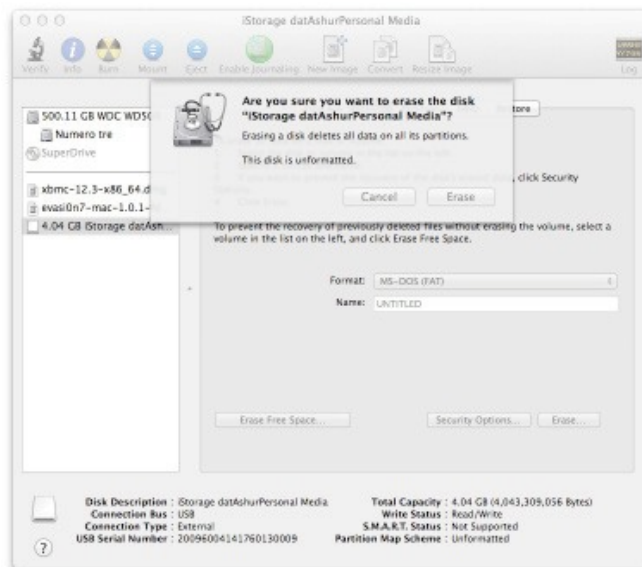 iStorage datAshurPersonal Media
Verify Info Burn Mount Eject Enable Journaling New Image Convert Resize Image Log
500.11 GB WDC WD50
Numero tre
SuperDrive
xbmc-12.3-x86_64.d
evasi0n7-mac-1.0.1-
4.04 GB iStorage datAsh...
Are you sure you want to erase the disk
"iStorage datAshurPersonal Media"?
Erasing a disk deletes all data on all its partitions.
This disk is unformatted.
Cancel Erase
store
click Security
To prevent the recovery of previously deleted files without erasing the volume, select a
volume in the list on the left, and click Erase Free Space.
Format: MS-DOS (FAT)
Name: UNTITLED
Erase Free Space... Security Options... Erase...
Disk Description : iStorage datAshurPersonal Media
Connection Bus : USB
Connection Type : External
USB Serial Number : 20096004141760130009
Total Capacity : 4.04 GB (4,043,309,056 Bytes)
Write Status : Read/Write
S.M.A.R.T. Status : Not Supported
Partition Map Scheme : Unformatted
?